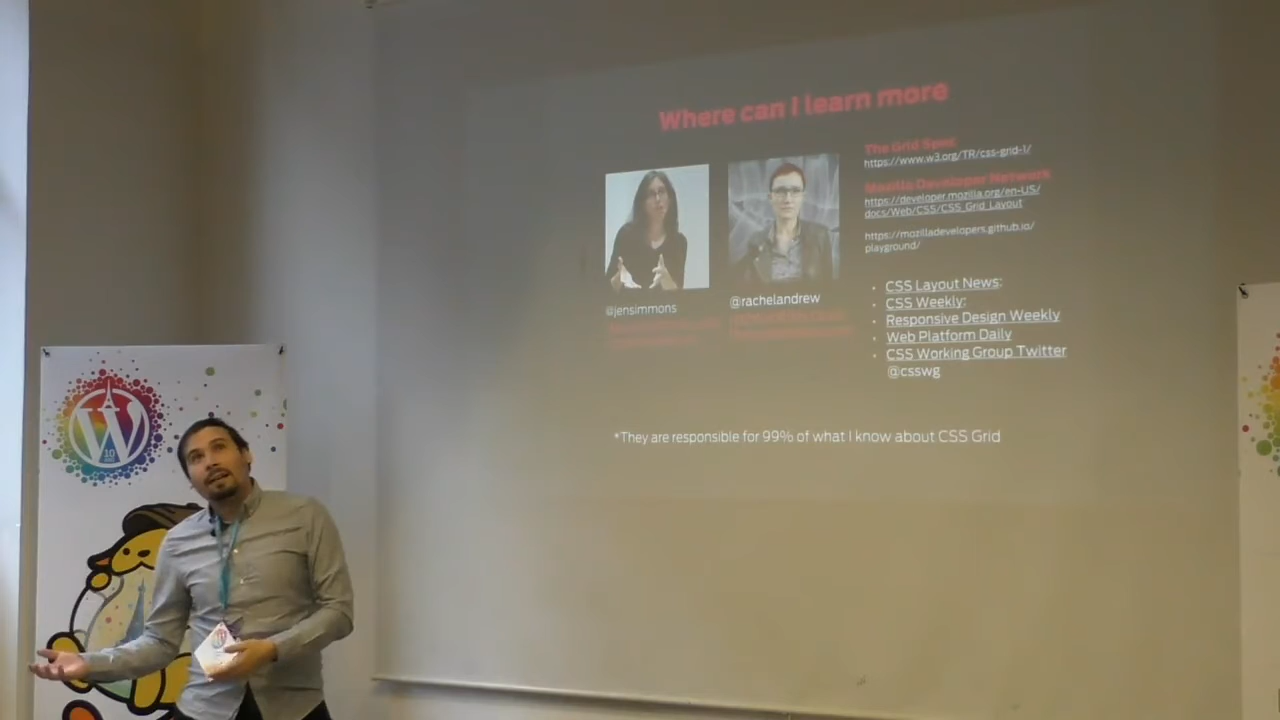 Where can I learn more
The Grid Spec
https://www.w3.org/TR/css-grid-1/
Mozilla Developer Network
https://developer.mozilla.org/en-US/
docs/Web/CSS/CSS_Grid_Layout
https://mozilladevelopers.github.io/
playground/
@jensimmons
@rachelandrew
• CSS Layout News:
• CSS Weekly:
• Responsive Design Weekly
• Web Platform Daily
• CSS Working Group Twitter
@csswg
*They are responsible for 99% of what I know about CSS Grid
W
10